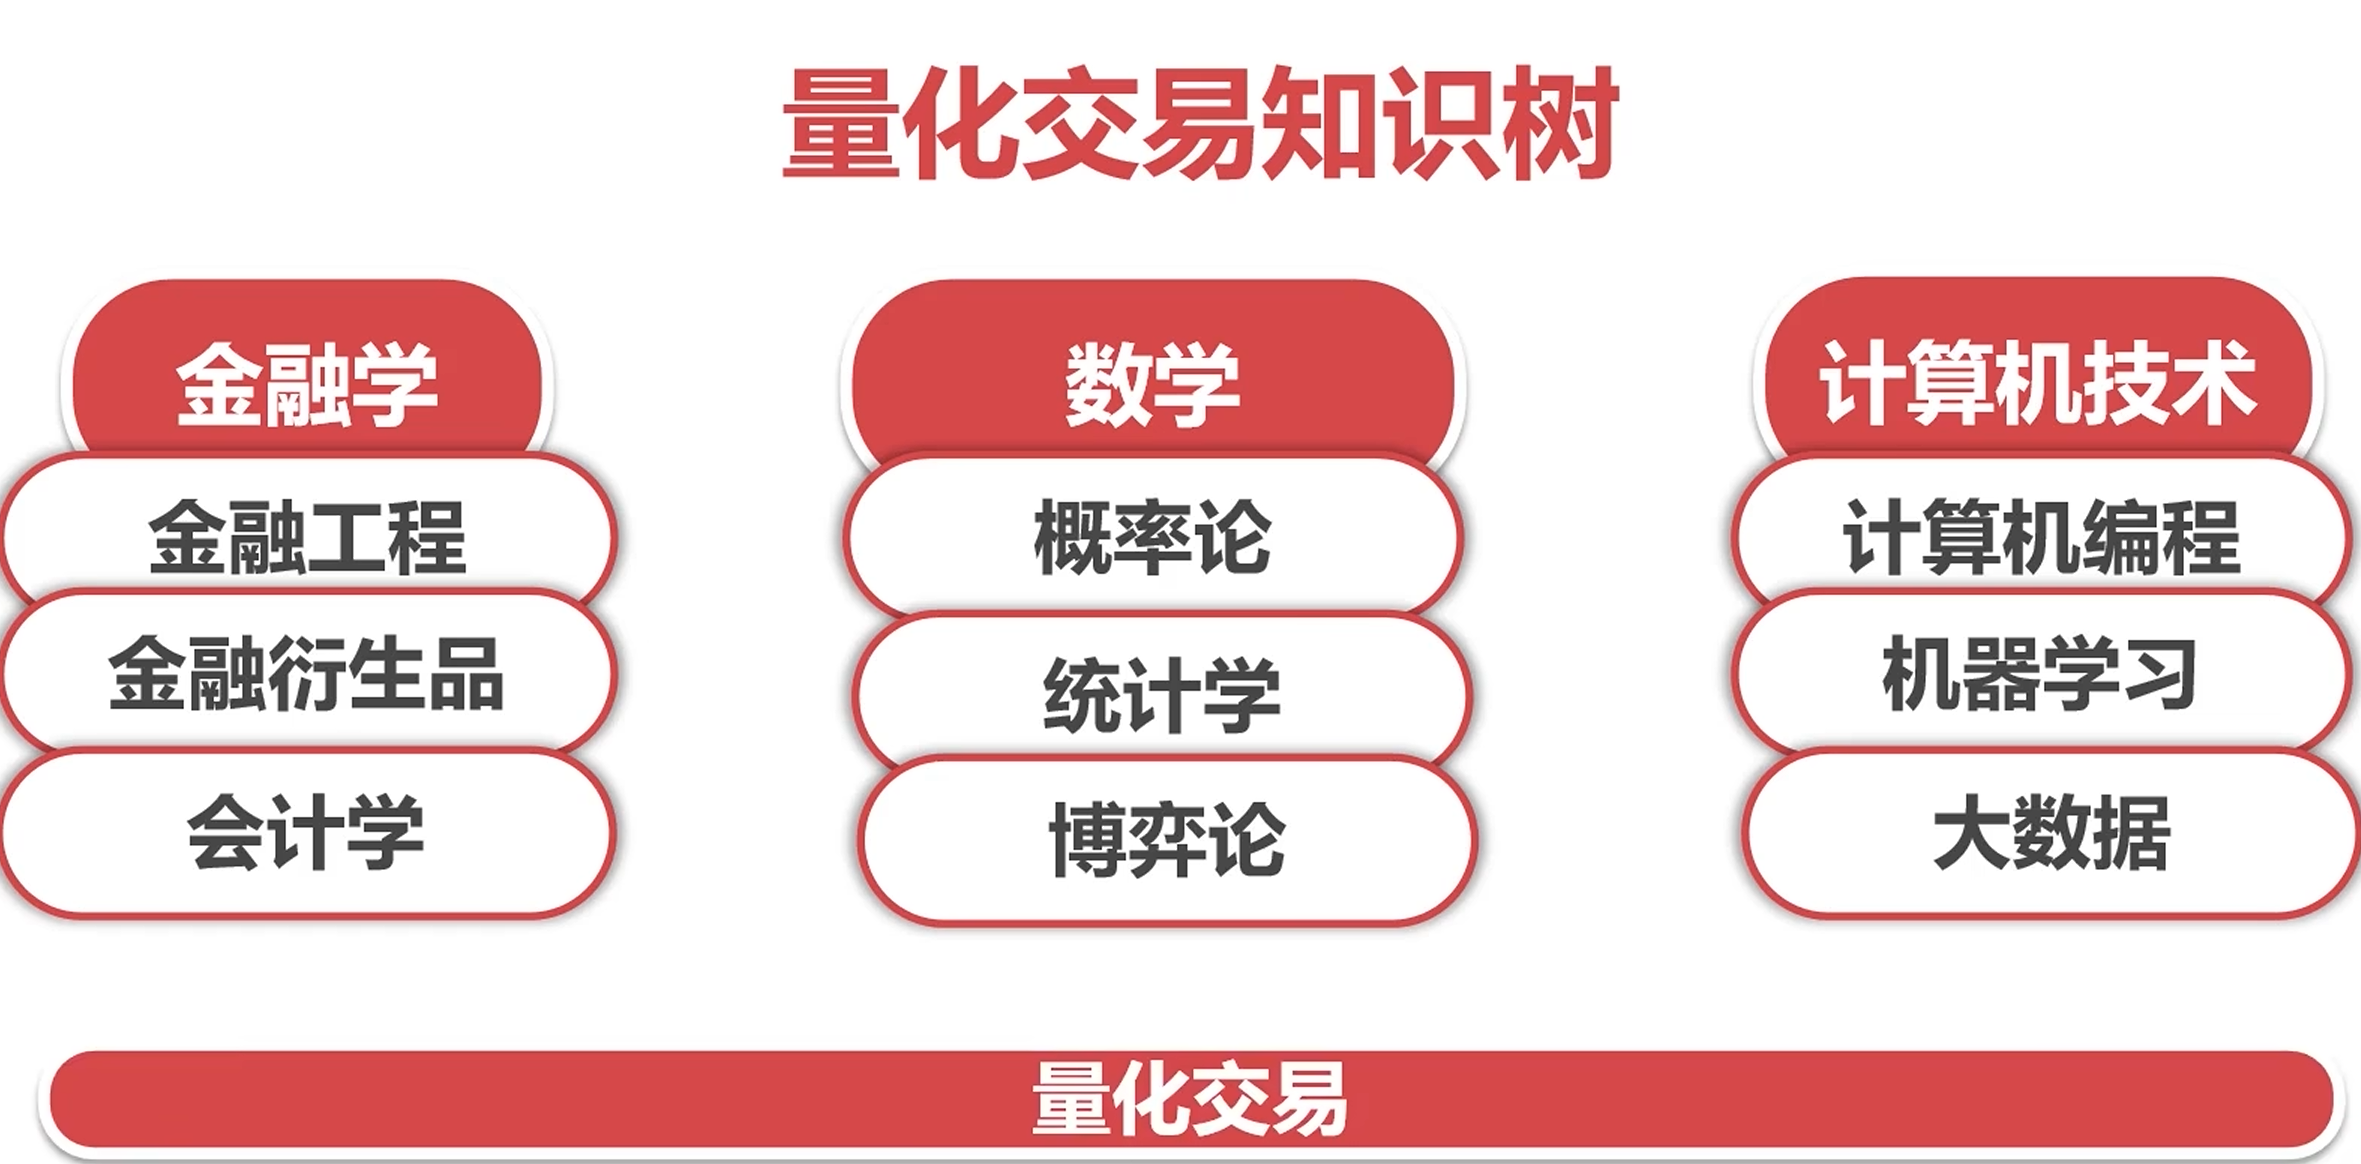 量化交易知识树
金融学
金融工程
金融衍生品
会计学
数学
概率论
统计学
博弈论
计算机技术
计算机编程
机器学习
大数据
量化交易